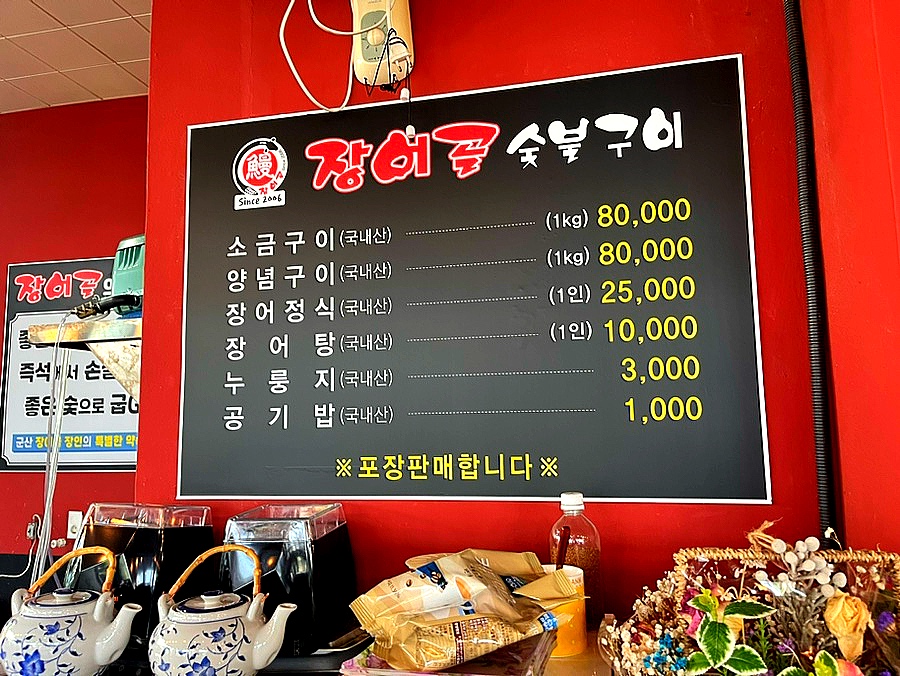 장어골 숯불구이
鰻
장어골
Since 2006
소금구이(국내산) (1kg) 80,000
양념구이(국내산) (1kg) 80,000
장어정식(국내산) (1인) 25,000
장어탕(국내산) (1인) 10,000
누룽지(국내산) 3,000
공기밥(국내산) 1,000
※포장판매합니다※
장어골의
즉석에서 손
좋은 숯으로 굽
군산 장어골 장인의 특별한